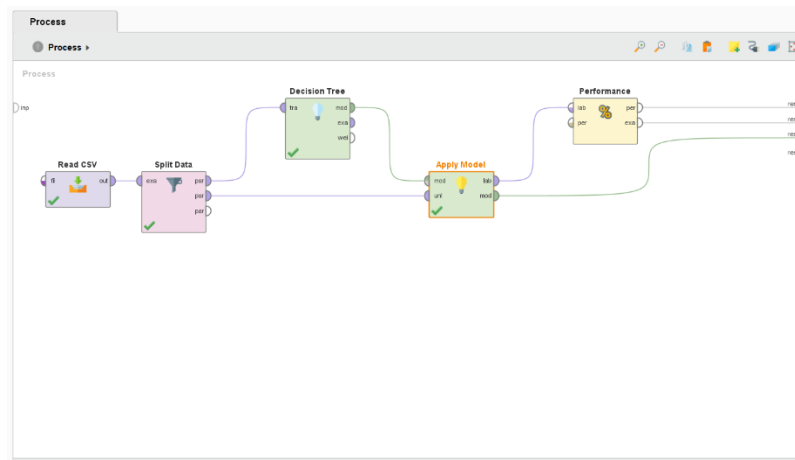 Process
Process
Process
inp
Read CSV
fil
out
Split Data
exa
par
par
par
Decision Tree
tra
mod
exa
wei
Apply Model
mod
unl
lab
mod
Performance
lab
per
per
exa
res
res
res
res